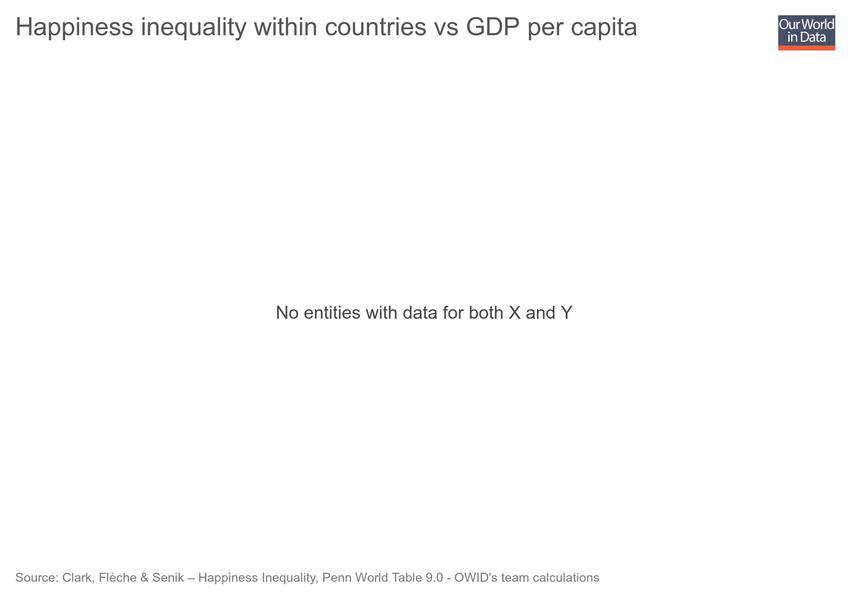 Happiness inequality within countries vs GDP per capita
Our World
in Data
No entities with data for both X and Y
Source: Clark, Flèche & Senik – Happiness Inequality, Penn World Table 9.0 - OWID's team calculations